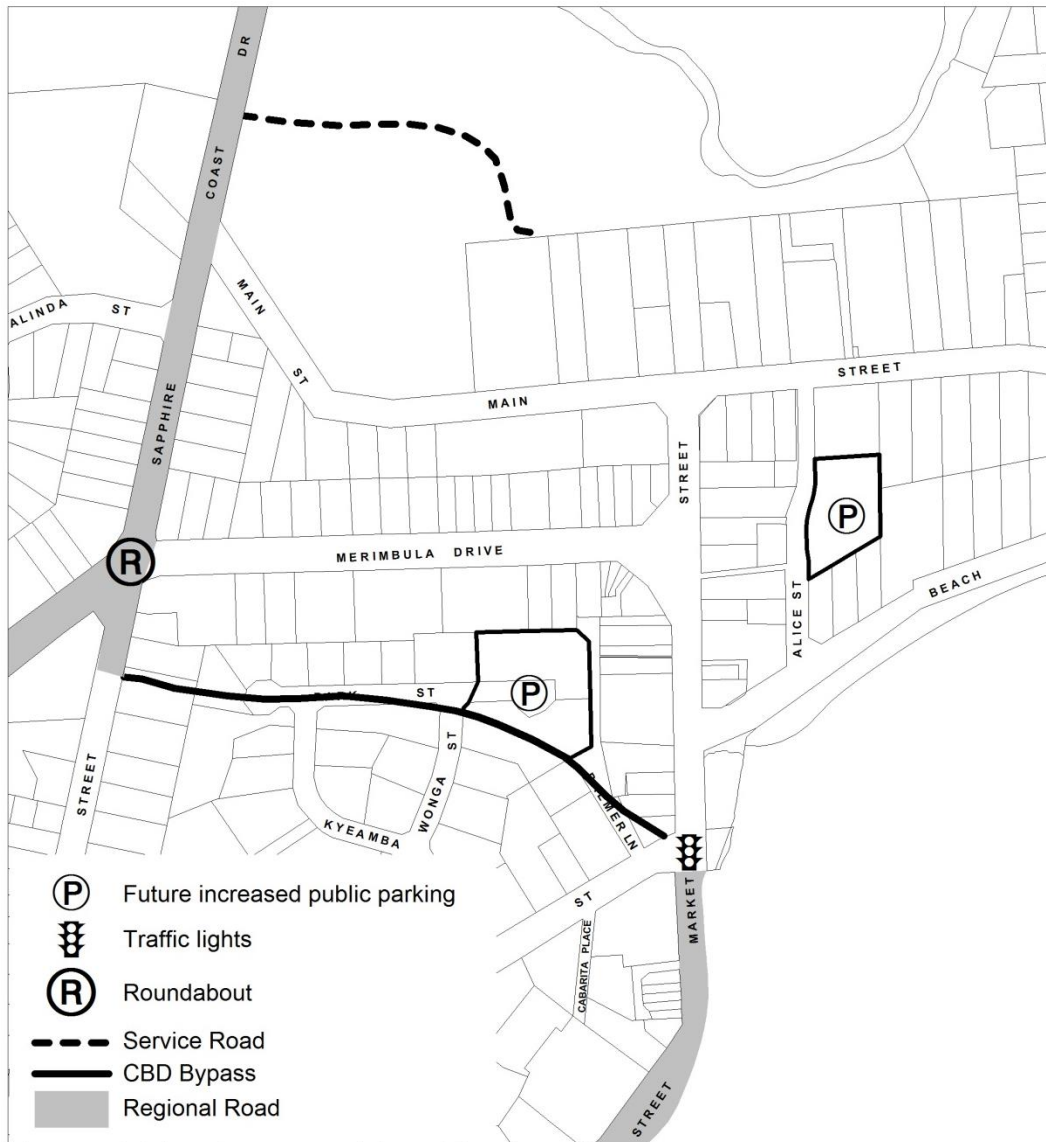 DR
COAST
SAPPHIRE
MAIN
ST
ALINDA ST
MAIN STREET
STREET
R
MERIMBULA DRIVE
P
ALICE ST
BEACH
P
ST
WONGA ST
KYEAMBA
STREET
LN
ST
CABARITA PLACE
MARKET
STREET
P Future increased public parking
Traffic lights
R Roundabout
Service Road
CBD Bypass
Regional Road